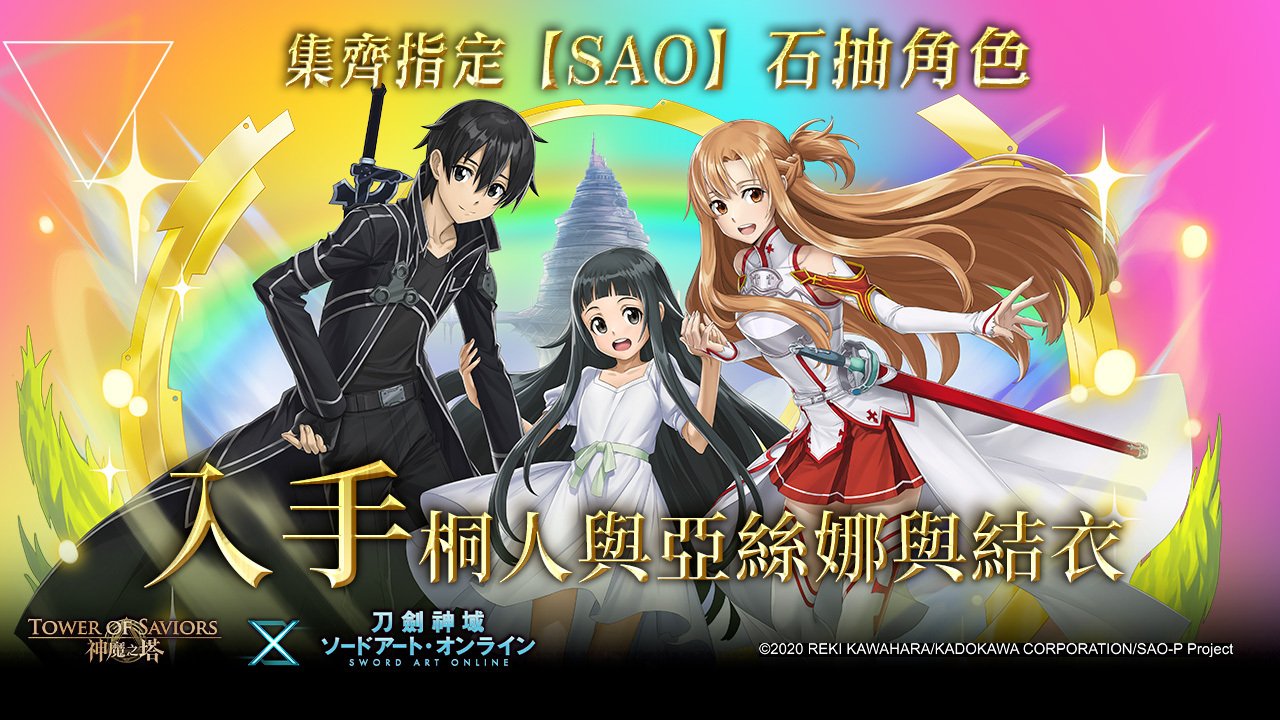 集齊指定【SAO】石抽角色
入手桐人與亞絲娜與結衣
TOWER OF SAVIORS
神魔之塔
刀劍神域
ソードアート・オンライン
SWORD ART ONLINE
©2020 REKI KAWAHARA/KADOKAWA CORPORATION/SAO-P Project